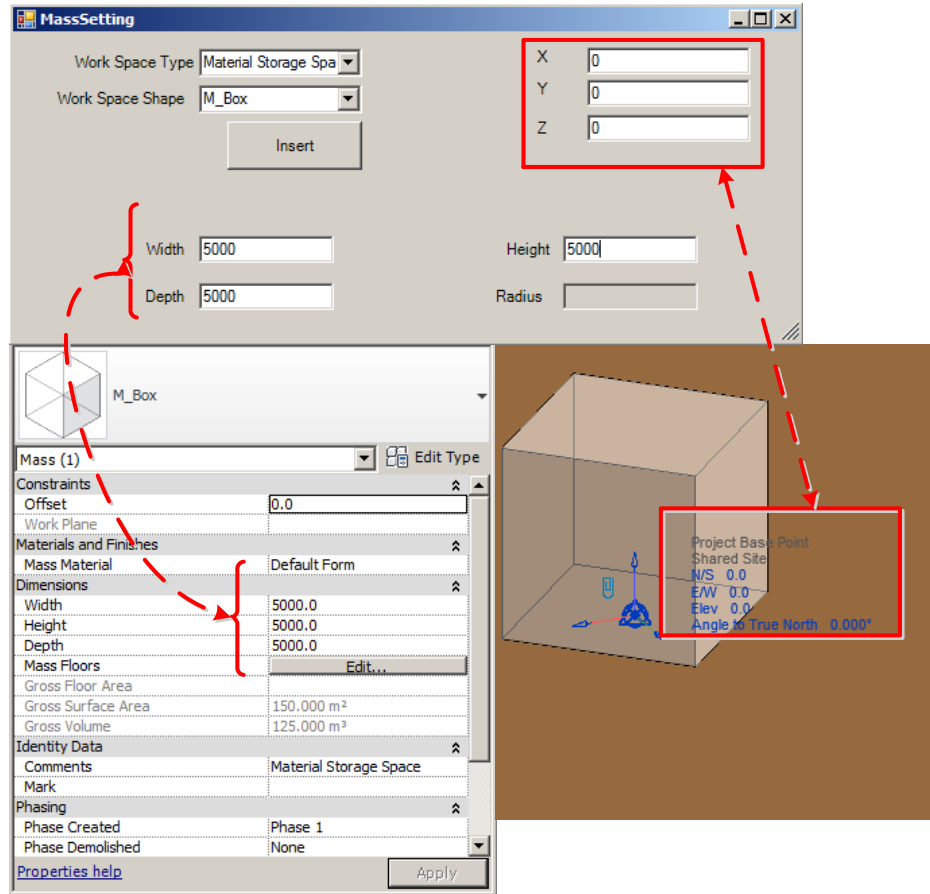 MassSetting
Work Space Type Material Storage Spa
X 0
Work Space Shape M_Box
Y 0
Z 0
Insert
Width 5000
Height 5000
Depth 5000
Radius
M_Box
Mass (1)
Edit Type
Constraints
Offset 0.0
Work Plane
Materials and Finishes
Mass Material Default Form
Dimensions
Width 5000.0
Height 5000.0
Depth 5000.0
Mass Floors Edit...
Gross Floor Area
Gross Surface Area 150.000 m²
Gross Volume 125.000 m³
Identity Data
Comments Material Storage Space
Mark
Phasing
Phase Created Phase 1
Phase Demolished None
Properties help
Apply
Project Base Point
Shared Site
N/S 0.0
E/W 0.0
Elev 0.0
Angle to True North 0.000°